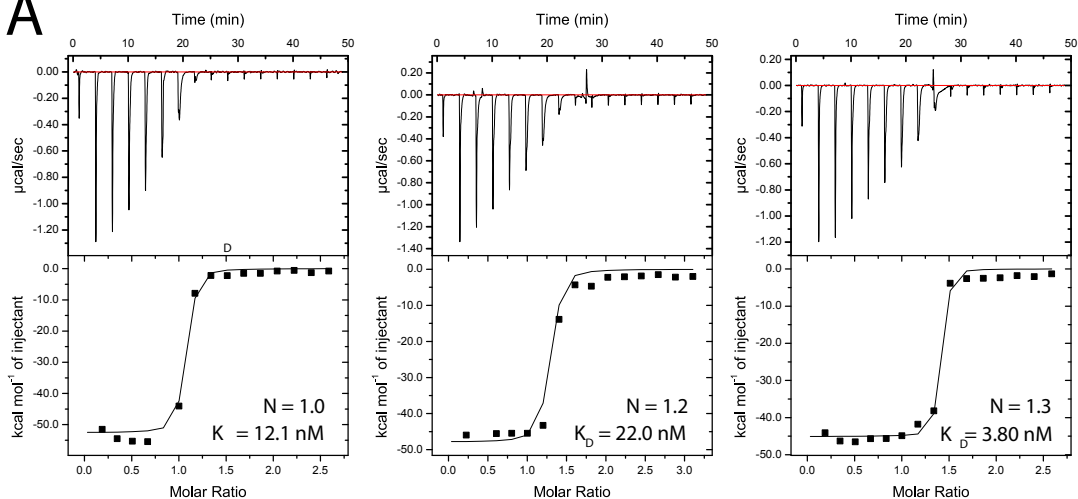 A
Time (min)
0 10 20 30 40 50
0.00
-0.20
-0.40
-0.60
-0.80
-1.00
-1.20
µcal/sec
D
0.0
-10.0
-20.0
-30.0
-40.0
-50.0
kcal mol⁻¹ of injectant
N = 1.0
K = 12.1 nM
0.0 0.5 1.0 1.5 2.0 2.5
Molar Ratio
Time (min)
0 10 20 30 40 50
0.20
0.00
-0.20
-0.40
-0.60
-0.80
-1.00
-1.20
-1.40
µcal/sec
0.0
-10.0
-20.0
-30.0
-40.0
-50.0
kcal mol⁻¹ of injectant
N = 1.2
K_D = 22.0 nM
0.0 0.5 1.0 1.5 2.0 2.5 3.0
Molar Ratio
Time (min)
0 10 20 30 40 50
0.20
0.00
-0.20
-0.40
-0.60
-0.80
-1.00
-1.20
µcal/sec
0.0
-10.0
-20.0
-30.0
-40.0
-50.0
kcal mol⁻¹ of injectant
N = 1.3
K_D = 3.80 nM
0.0 0.5 1.0 1.5 2.0 2.5
Molar Ratio